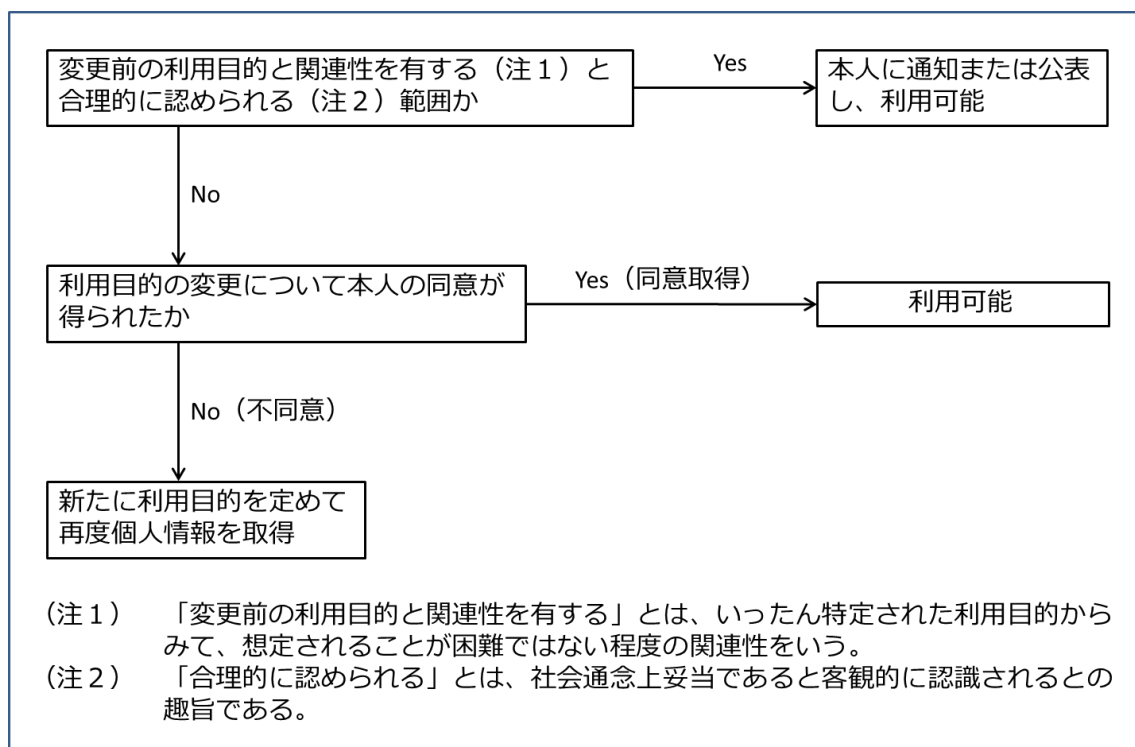 変更前の利用目的と関連性を有する（注１）と
合理的に認められる（注２）範囲か
Yes
本人に通知または公表
し、利用可能
No
利用目的の変更について本人の同意が
得られたか
Yes（同意取得）
利用可能
No（不同意）
新たに利用目的を定めて
再度個人情報を取得
（注１） 「変更前の利用目的と関連性を有する」とは、いったん特定された利用目的から
みて、想定されることが困難ではない程度の関連性をいう。
（注２） 「合理的に認められる」とは、社会通念上妥当であると客観的に認識されるとの
趣旨である。